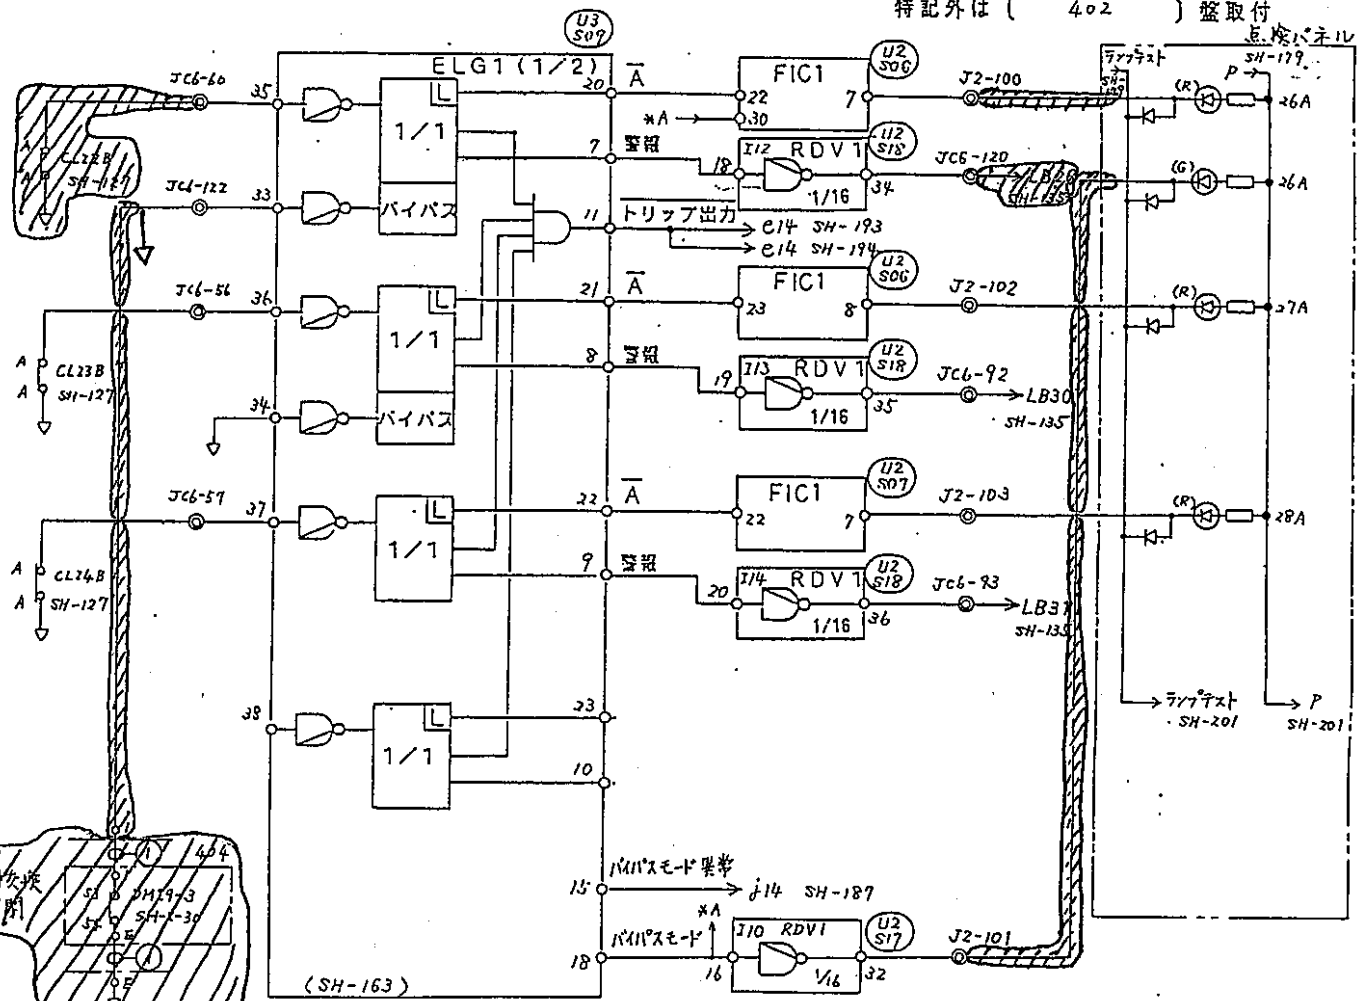 特記外は ( 402 ) 盤取付
点検パネル
U3
S09
ELG1 (1/2)
JC6-60
35
1/1
L
20
A
22
FIC1
7
U2
S06
J2-100
ランプテスト
SH-179
P
(R)
26A
*A
30
7
警報
18
I12
RDV1
1/16
34
U2
S18
JC6-120
SH-135
(G)
26A
CL22B
SH-127
JC6-122
33
バイパス
11
トリップ出力
e14 SH-193
e14 SH-194
JC6-56
36
1/1
L
21
A
23
FIC1
8
U2
S06
J2-102
(R)
27A
A
A
CL23B
SH-127
8
警報
19
I13
RDV1
1/16
35
U2
S18
JC6-92
LB30
SH-135
34
バイパス
JC6-57
37
1/1
L
22
A
22
FIC1
7
U2
S07
J2-103
(R)
28A
A
A
CL24B
SH-127
9
警報
20
I14
RDV1
1/16
36
U2
S18
JC6-93
LB31
SH-135
38
1/1
L
23
10
ランプテスト
SH-201
P
SH-201
404
15
バイパスモード異常
j14 SH-187
18
バイパスモード
*A
16
I10
RDV1
1/16
32
U2
S17
J2-101
(SH-163)